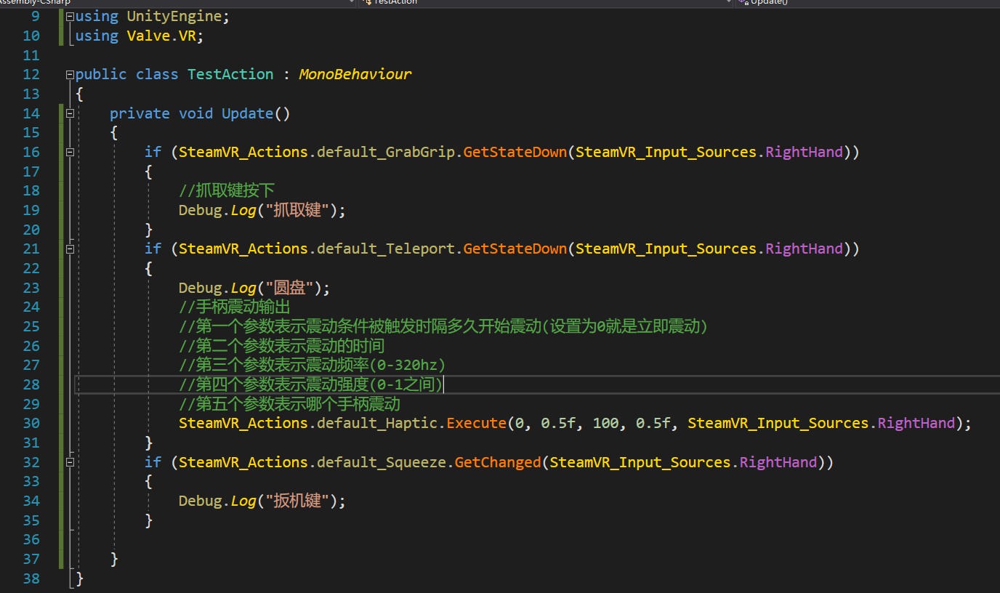 Assembly-CSharp TestAction Update()
9 using UnityEngine;
10 using Valve.VR;
11
12 public class TestAction : MonoBehaviour
13 {
14 private void Update()
15 {
16 if (SteamVR_Actions.default_GrabGrip.GetStateDown(SteamVR_Input_Sources.RightHand))
17 {
18 //抓取键按下
19 Debug.Log("抓取键");
20 }
21 if (SteamVR_Actions.default_Teleport.GetStateDown(SteamVR_Input_Sources.RightHand))
22 {
23 Debug.Log("圆盘");
24 //手柄震动输出
25 //第一个参数表示震动条件被触发时隔多久开始震动(设置为0就是立即震动)
26 //第二个参数表示震动的时间
27 //第三个参数表示震动频率(0-320hz)
28 //第四个参数表示震动强度(0-1之间)
29 //第五个参数表示哪个手柄震动
30 SteamVR_Actions.default_Haptic.Execute(0, 0.5f, 100, 0.5f, SteamVR_Input_Sources.RightHand);
31 }
32 if (SteamVR_Actions.default_Squeeze.GetChanged(SteamVR_Input_Sources.RightHand))
33 {
34 Debug.Log("扳机键");
35 }
36
37 }
38 }